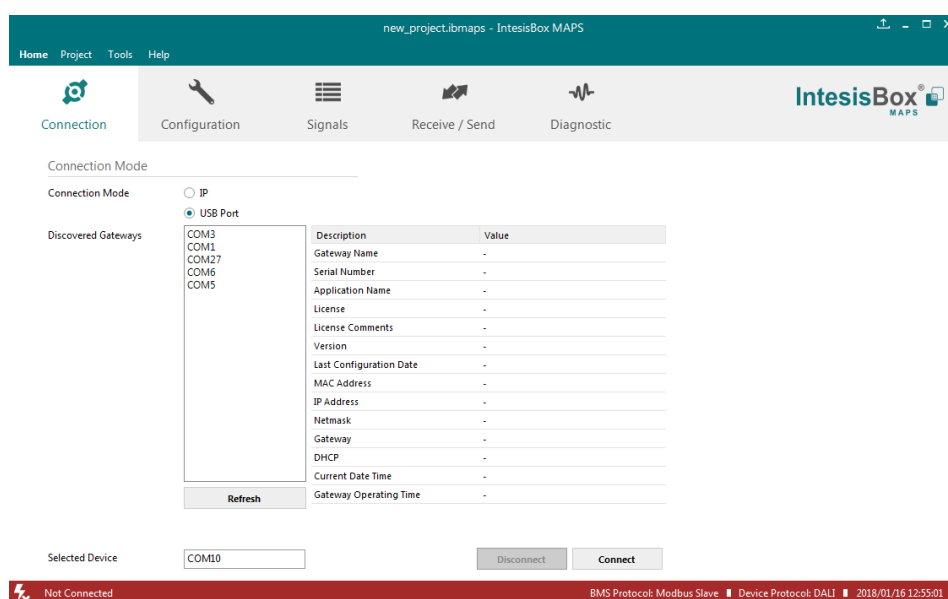 new_project.ibmaps - IntesisBox MAPS
Home Project Tools Help
Connection Configuration Signals Receive / Send Diagnostic
IntesisBox®
MAPS
Connection Mode
Connection Mode IP
USB Port
Discovered Gateways
COM3
COM1
COM27
COM6
COM5
Description Value
Gateway Name -
Serial Number -
Application Name -
License -
License Comments -
Version -
Last Configuration Date -
MAC Address -
IP Address -
Netmask -
Gateway -
DHCP -
Current Date Time -
Gateway Operating Time -
Refresh
Selected Device COM10 Disconnect Connect
Not Connected BMS Protocol: Modbus Slave Device Protocol: DALI 2018/01/16 12:55:01